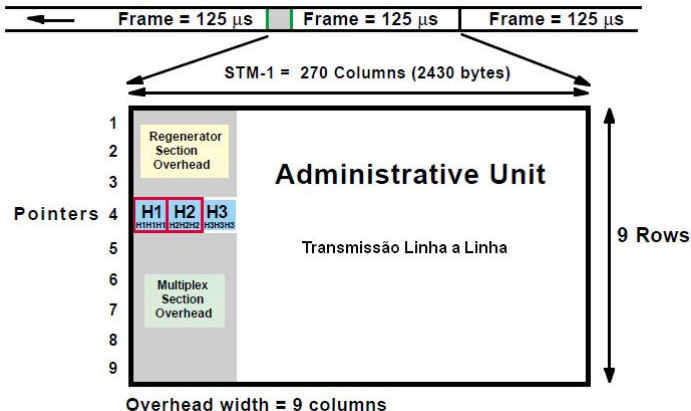 Frame = 125 μs Frame = 125 μs Frame = 125 μs
STM-1 = 270 Columns (2430 bytes)
1
Regenerator
2
Section
Overhead
3
Administrative Unit
Pointers 4 H1 H2 H3
H1H1H1 H2H2H2 H3H3H3
5
Transmissão Linha a Linha
9 Rows
6
Multiplex
Section
7
Overhead
8
9
Overhead width = 9 columns